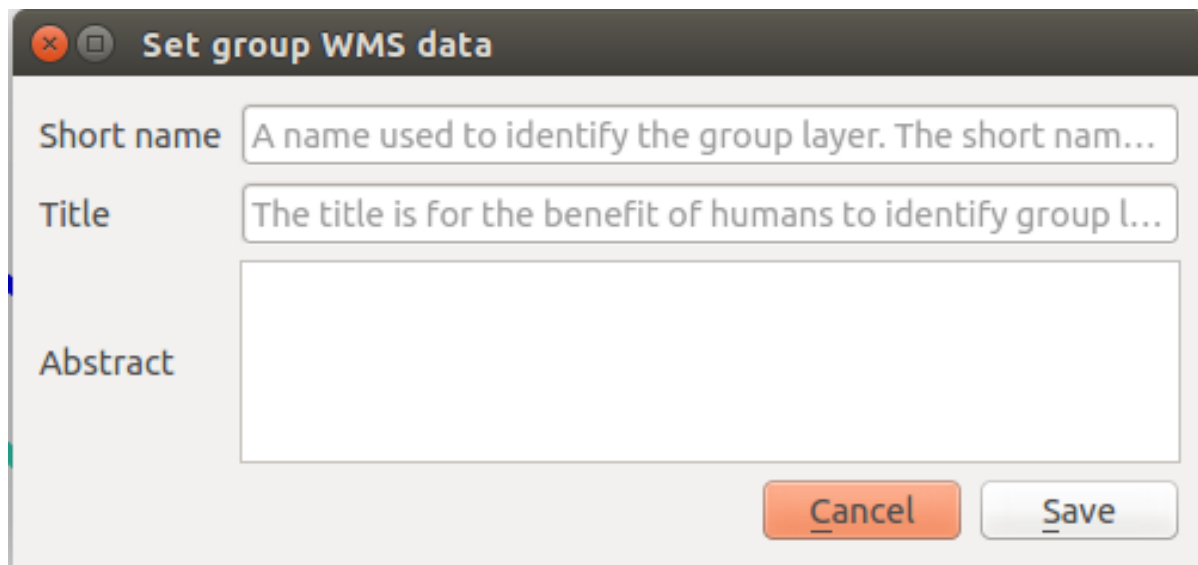 Set group WMS data
Short name A name used to identify the group layer. The short nam...
Title The title is for the benefit of humans to identify group l...
Abstract
Cancel Save